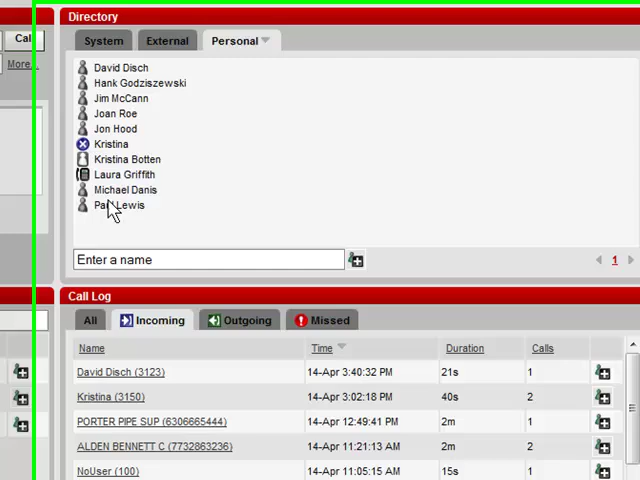 Directory
Cal
System External Personal
More..
David Disch
Hank Godziszewski
Jim McCann
Joan Roe
Jon Hood
Kristina
Kristina Botten
Laura Griffith
Michael Danis
Paul Lewis
Enter a name
1
Call Log
All Incoming Outgoing Missed
Name Time Duration Calls
David Disch (3123) 14-Apr 3:40:32 PM 21s 1
Kristina (3150) 14-Apr 3:02:18 PM 40s 2
PORTER PIPE SUP (6306665444) 14-Apr 12:49:41 PM 2m 1
ALDEN BENNETT C (7732863236) 14-Apr 11:21:13 AM 2m 2
NoUser (100) 14-Apr 11:05:15 AM 15s 1